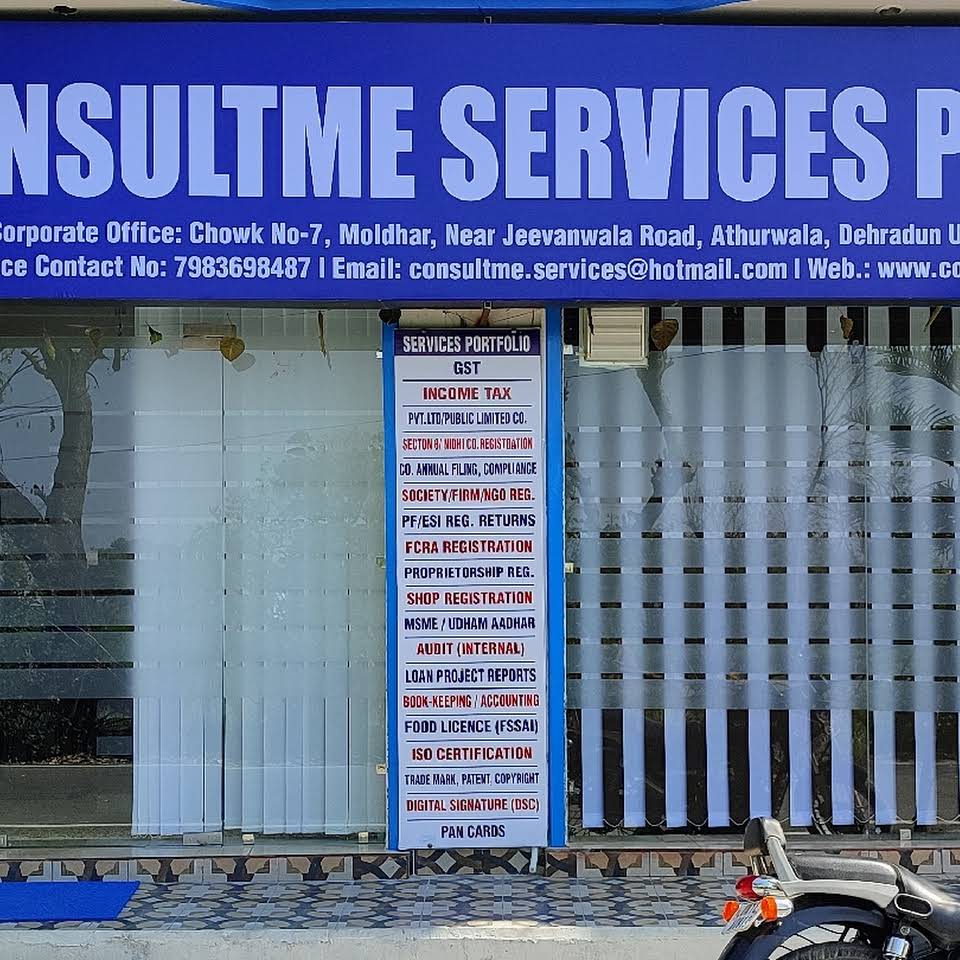 NSULTME SERVICES P
Corporate Office: Chowk No-7, Moldhar, Near Jeevanwala Road, Athurwala, Dehradun U
ce Contact No: 7983698487 | Email: consultme.services@hotmail.com | Web.: www.co
SERVICES PORTFOLIO
GST
INCOME TAX
PVT.LTD/PUBLIC LIMITED CO.
SECTON 8/ NIDHI CO. REGISTRATION
CO. ANNUAL FILING, COMPLIANCE
SOCIETY/FIRM/NGO REG.
PF/ESI REG. RETURNS
FCRA REGISTRATION
PROPRIETORSHIP REG.
SHOP REGISTRATION
MSME / UDHAM AADHAR
AUDIT (INTERNAL)
LOAN PROJECT REPORTS
BOOK-KEEPING / ACCOUNTING
FOOD LICENCE (FSSAI)
ISO CERTIFICATION
TRADE MARK, PATENT, COPYRIGHT
DIGITAL SIGNATURE (DSC)
PAN CARDS